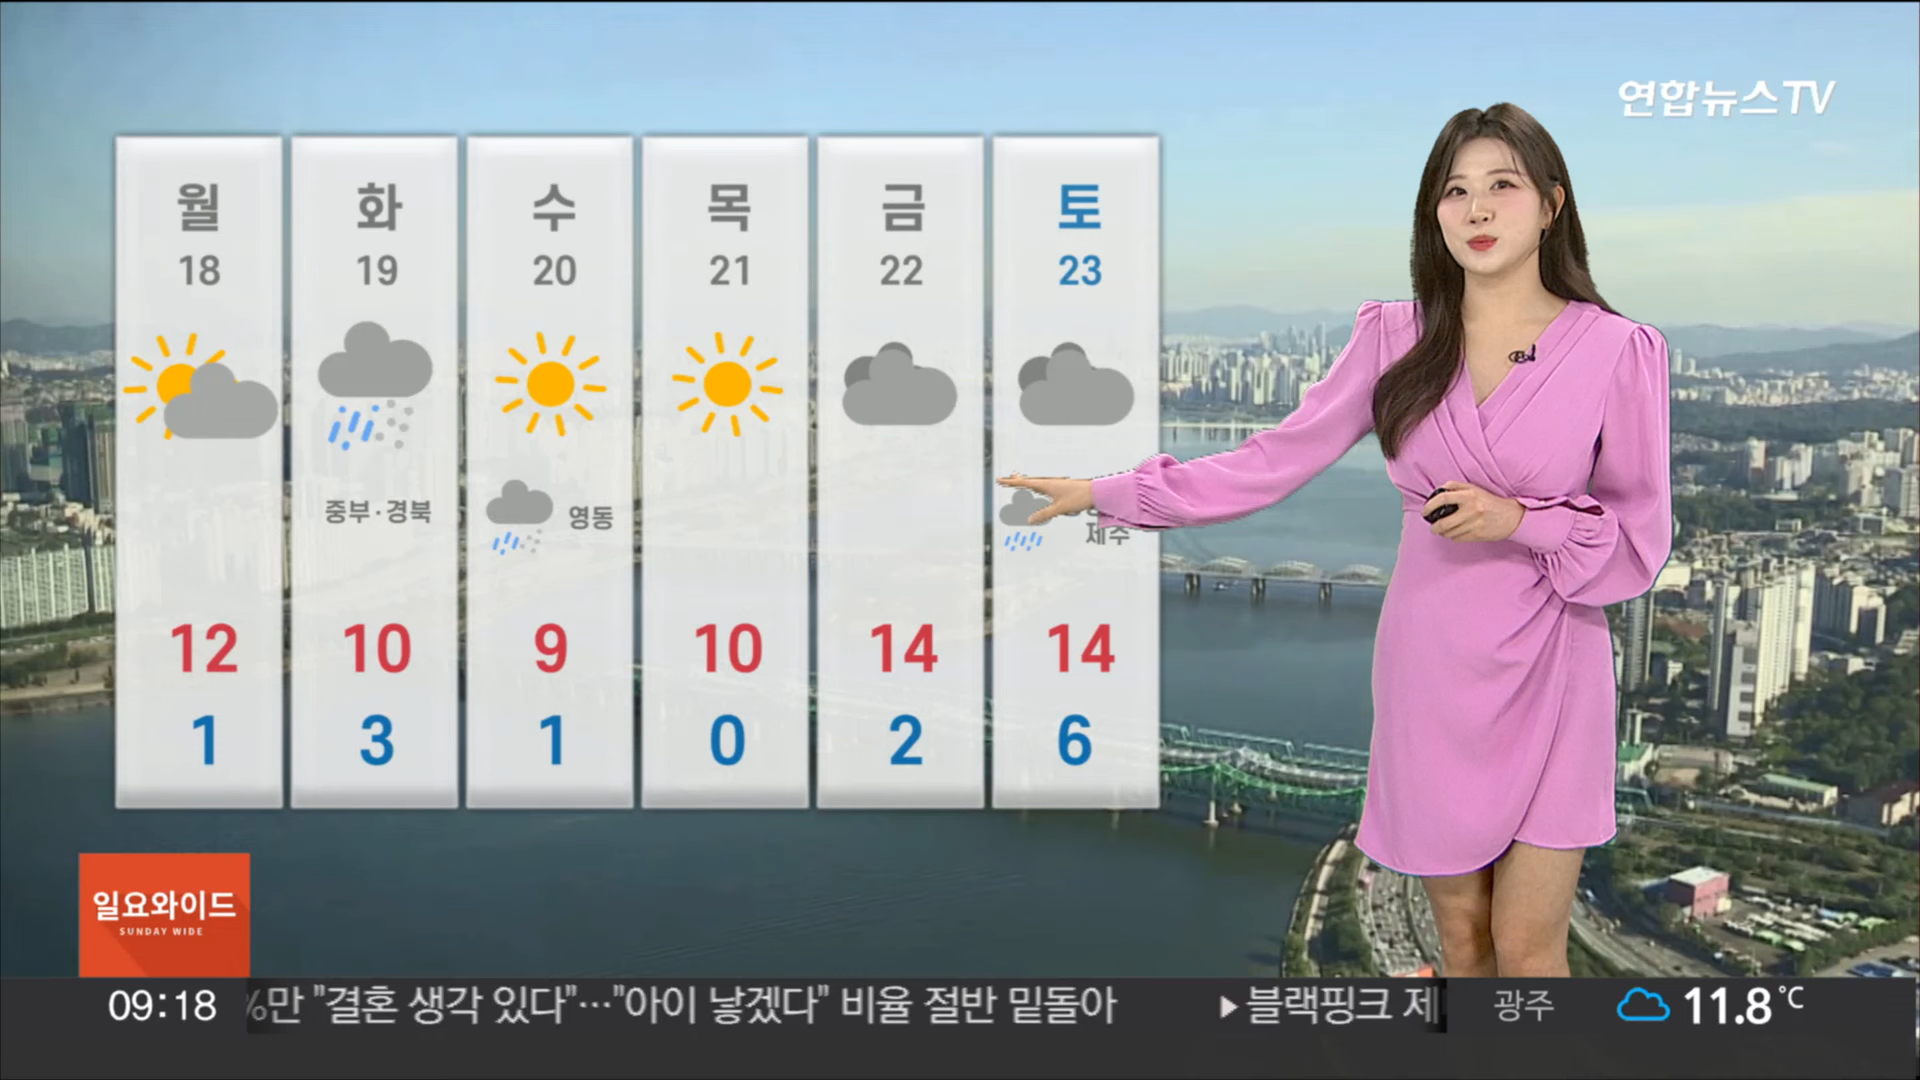 연합뉴스TV
월 화 수 목 금 토
18 19 20 21 22 23
중부·경북 영동
제주
12 10 9 10 14 14
1 3 1 0 2 6
일요와이드
SUNDAY WIDE
09:18 %만 "결혼 생각 있다"…"아이 낳겠다" 비율 절반 밑돌아 ▶블랙핑크 제 광주 11.8℃